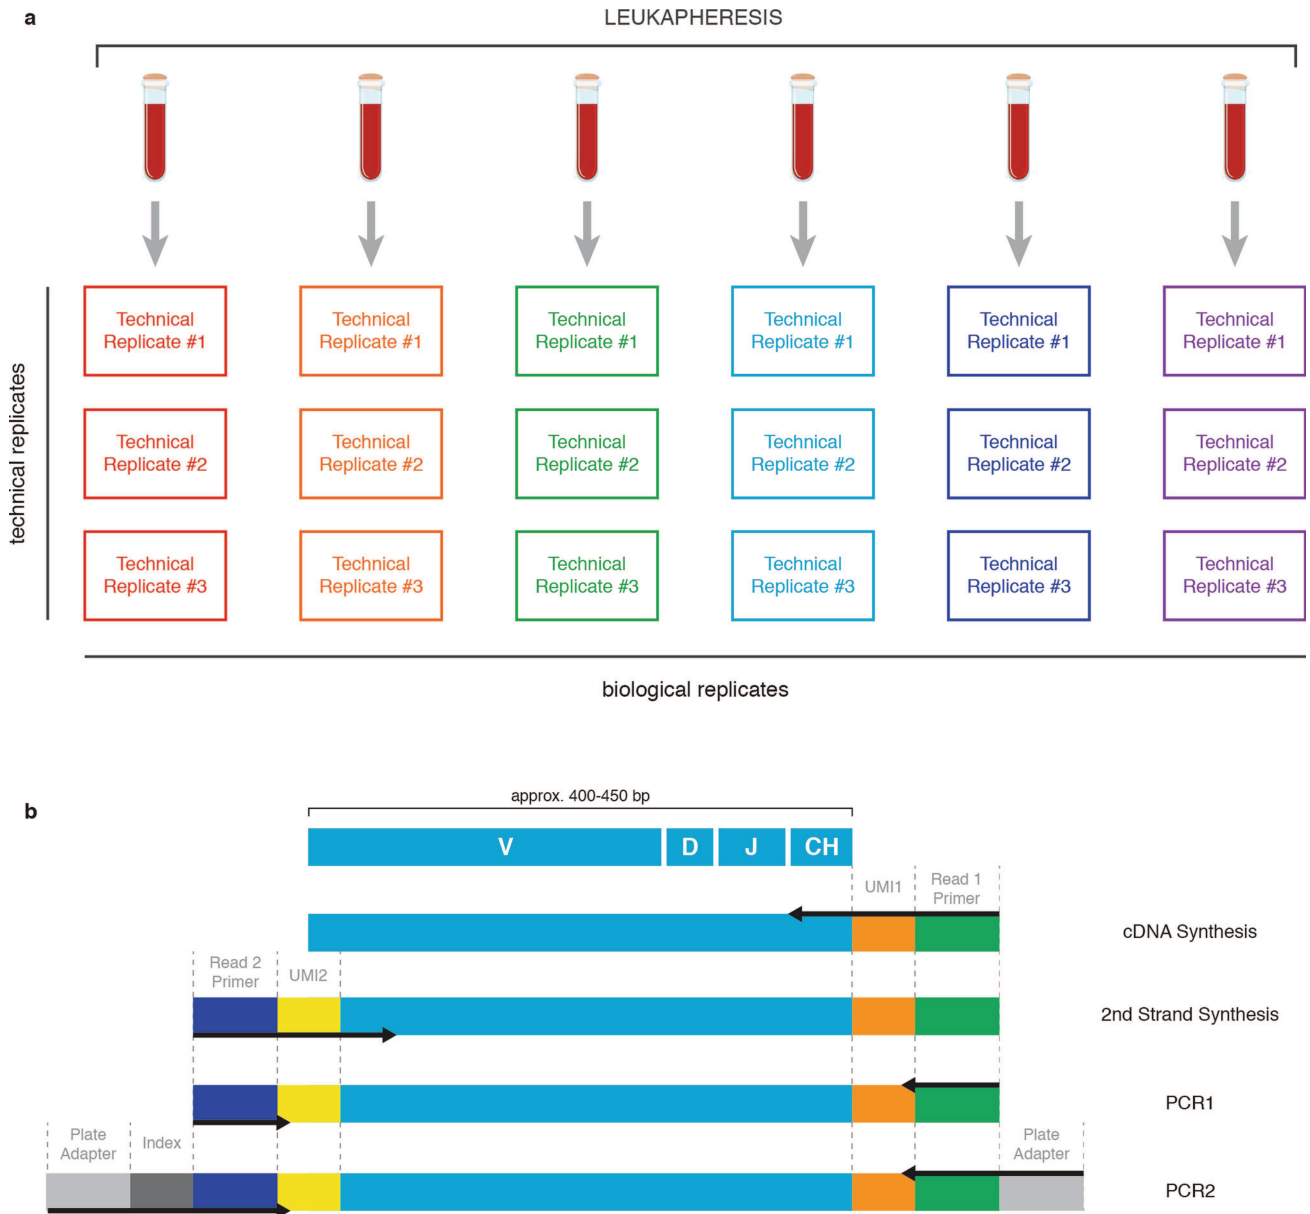 a
LEUKAPHERESIS
technical replicates
Technical
Replicate #1
Technical
Replicate #1
Technical
Replicate #1
Technical
Replicate #1
Technical
Replicate #1
Technical
Replicate #1
Technical
Replicate #2
Technical
Replicate #2
Technical
Replicate #2
Technical
Replicate #2
Technical
Replicate #2
Technical
Replicate #2
Technical
Replicate #3
Technical
Replicate #3
Technical
Replicate #3
Technical
Replicate #3
Technical
Replicate #3
Technical
Replicate #3
biological replicates
b
approx. 400-450 bp
V D J CH
UMI1
Read 1
Primer
cDNA Synthesis
Read 2
Primer
UMI2
2nd Strand Synthesis
PCR1
Plate
Adapter
Index
Plate
Adapter
PCR2